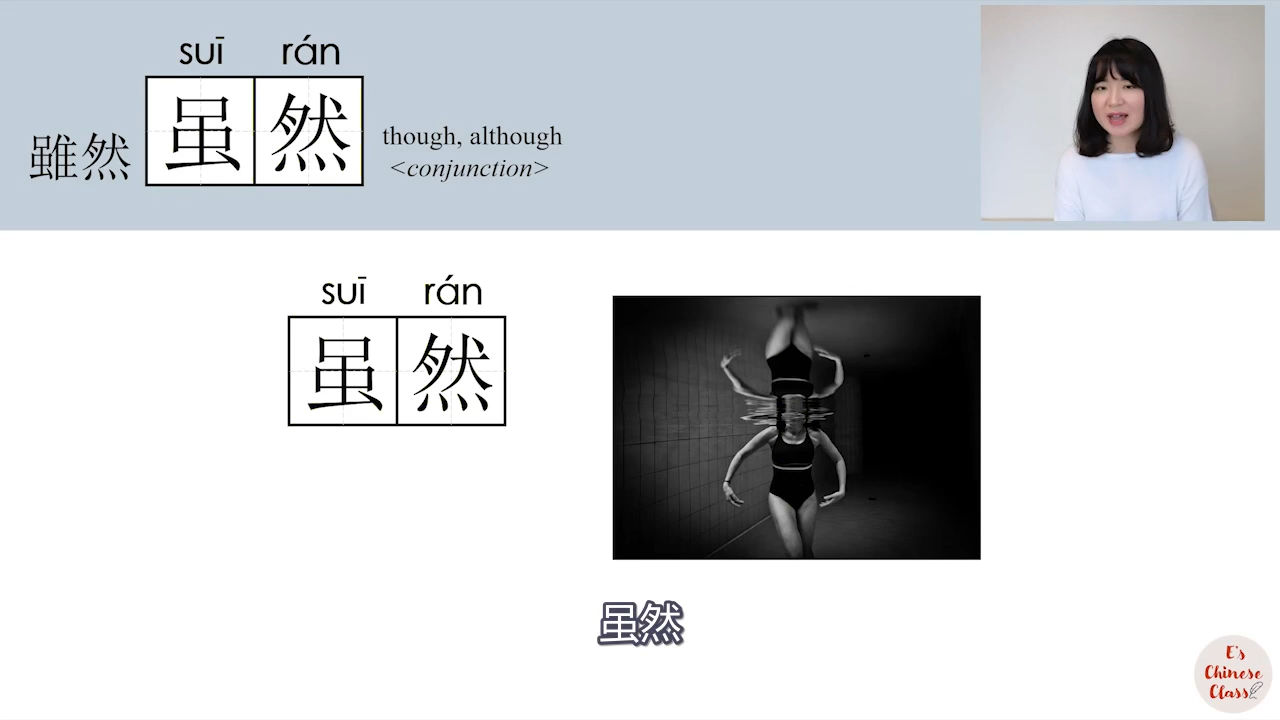 suī rán
雖然 虽然 though, although
<conjunction>
suī rán
虽然
虽然
E's
Chinese
Class